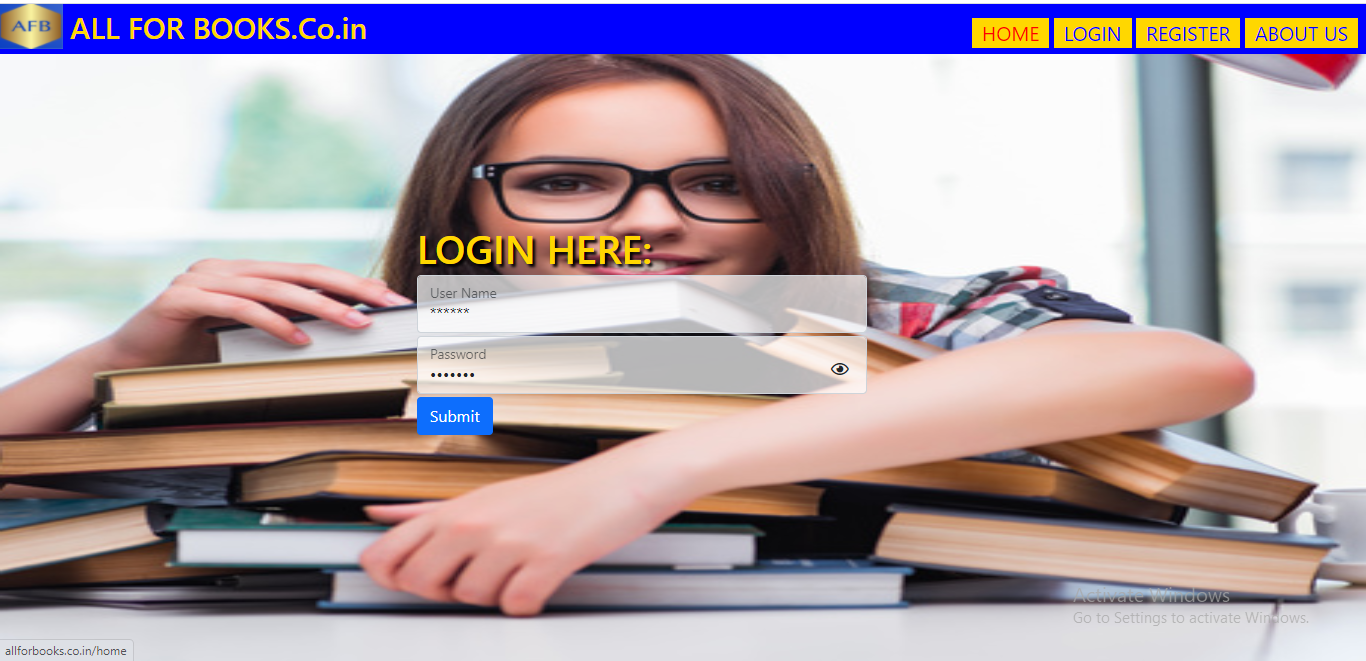 AFB
ALL FOR BOOKS.Co.in
HOME
LOGIN
REGISTER
ABOUT US
LOGIN HERE:
User Name
******
Password
•••••••
Submit
Activate Windows
Go to Settings to activate Windows.
allforbooks.co.in/home